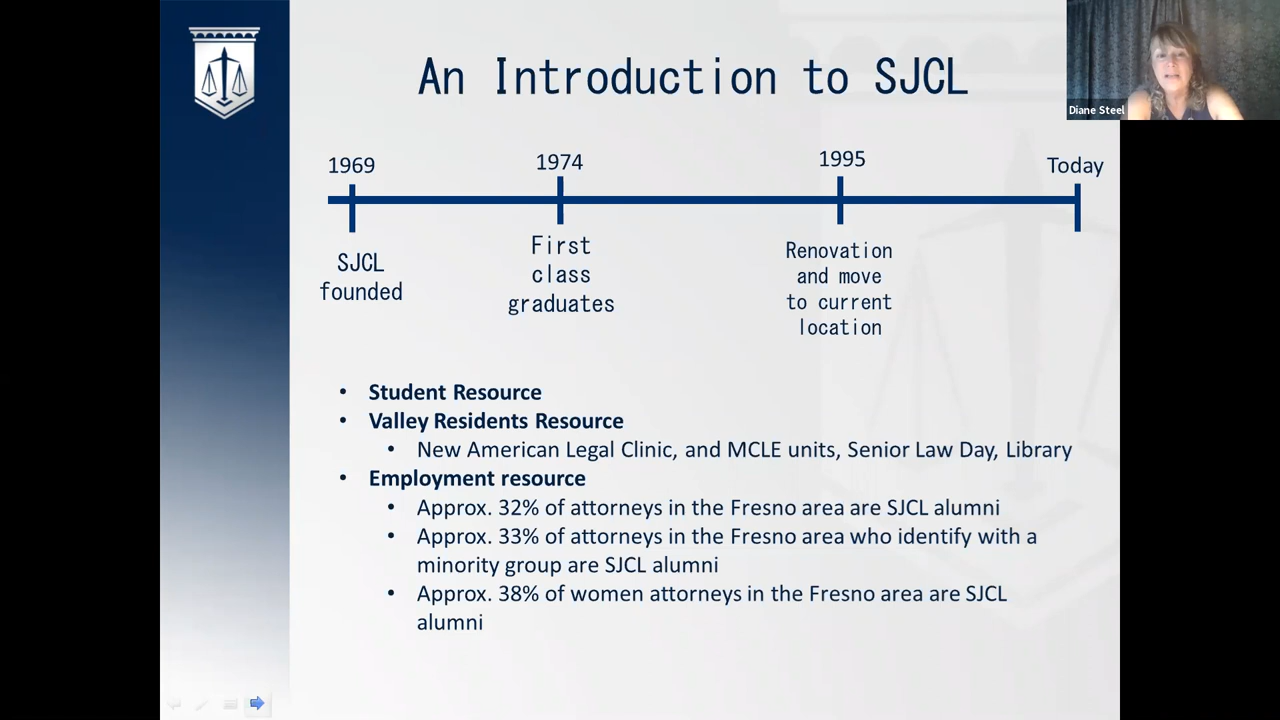 An Introduction to SJCL
Diane Steel
1969
1974
1995
Today
SJCL
founded
First
class
graduates
Renovation
and move
to current
location
• Student Resource
• Valley Residents Resource
• New American Legal Clinic, and MCLE units, Senior Law Day, Library
• Employment resource
• Approx. 32% of attorneys in the Fresno area are SJCL alumni
• Approx. 33% of attorneys in the Fresno area who identify with a
minority group are SJCL alumni
• Approx. 38% of women attorneys in the Fresno area are SJCL
alumni